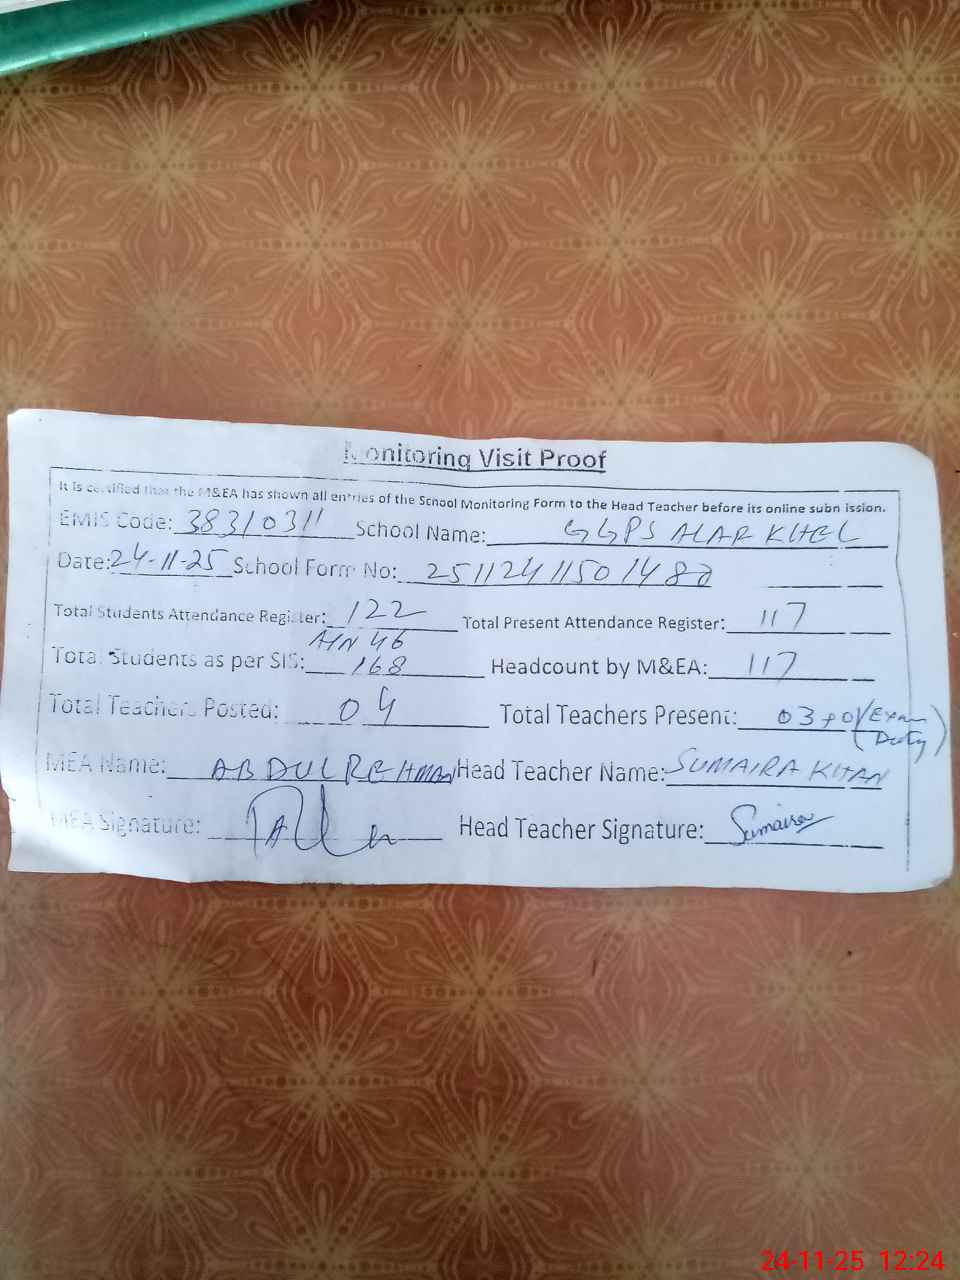 Monitoring Visit Proof
It is certified that the M&EA has shown all entries of the School Monitoring Form to the Head Teacher before its online submission.
EMIS Code: 38310311 School Name: GGPS ALAR KHEL
Date: 24-11-25 School Form No: 2511241150148
Total Students Attendance Register: 122 Total Present Attendance Register: 117
46
Total Students as per SIS: 168 Headcount by M&EA: 117
Total Teachers Posted: 04 Total Teachers Present: 03+01 (Exam
Duty)
MEA Name: ABDUL REHMAN Head Teacher Name: SUMAIRA KHAN
MEA Signature: Head Teacher Signature: Sumaira
24-11-25 12:24